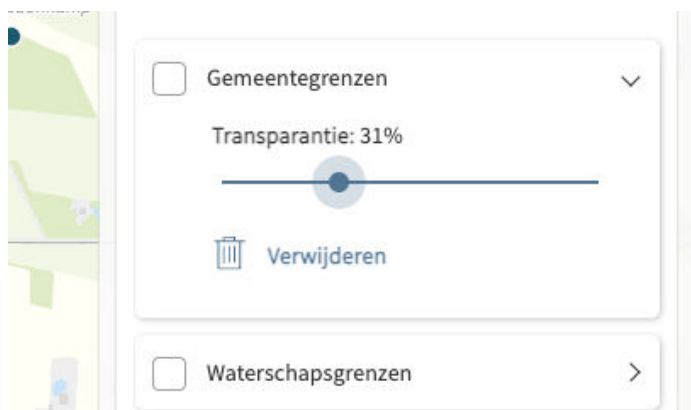 Gemeentegrenzen
Transparantie: 31%
Verwijderen
Waterschapsgrenzen